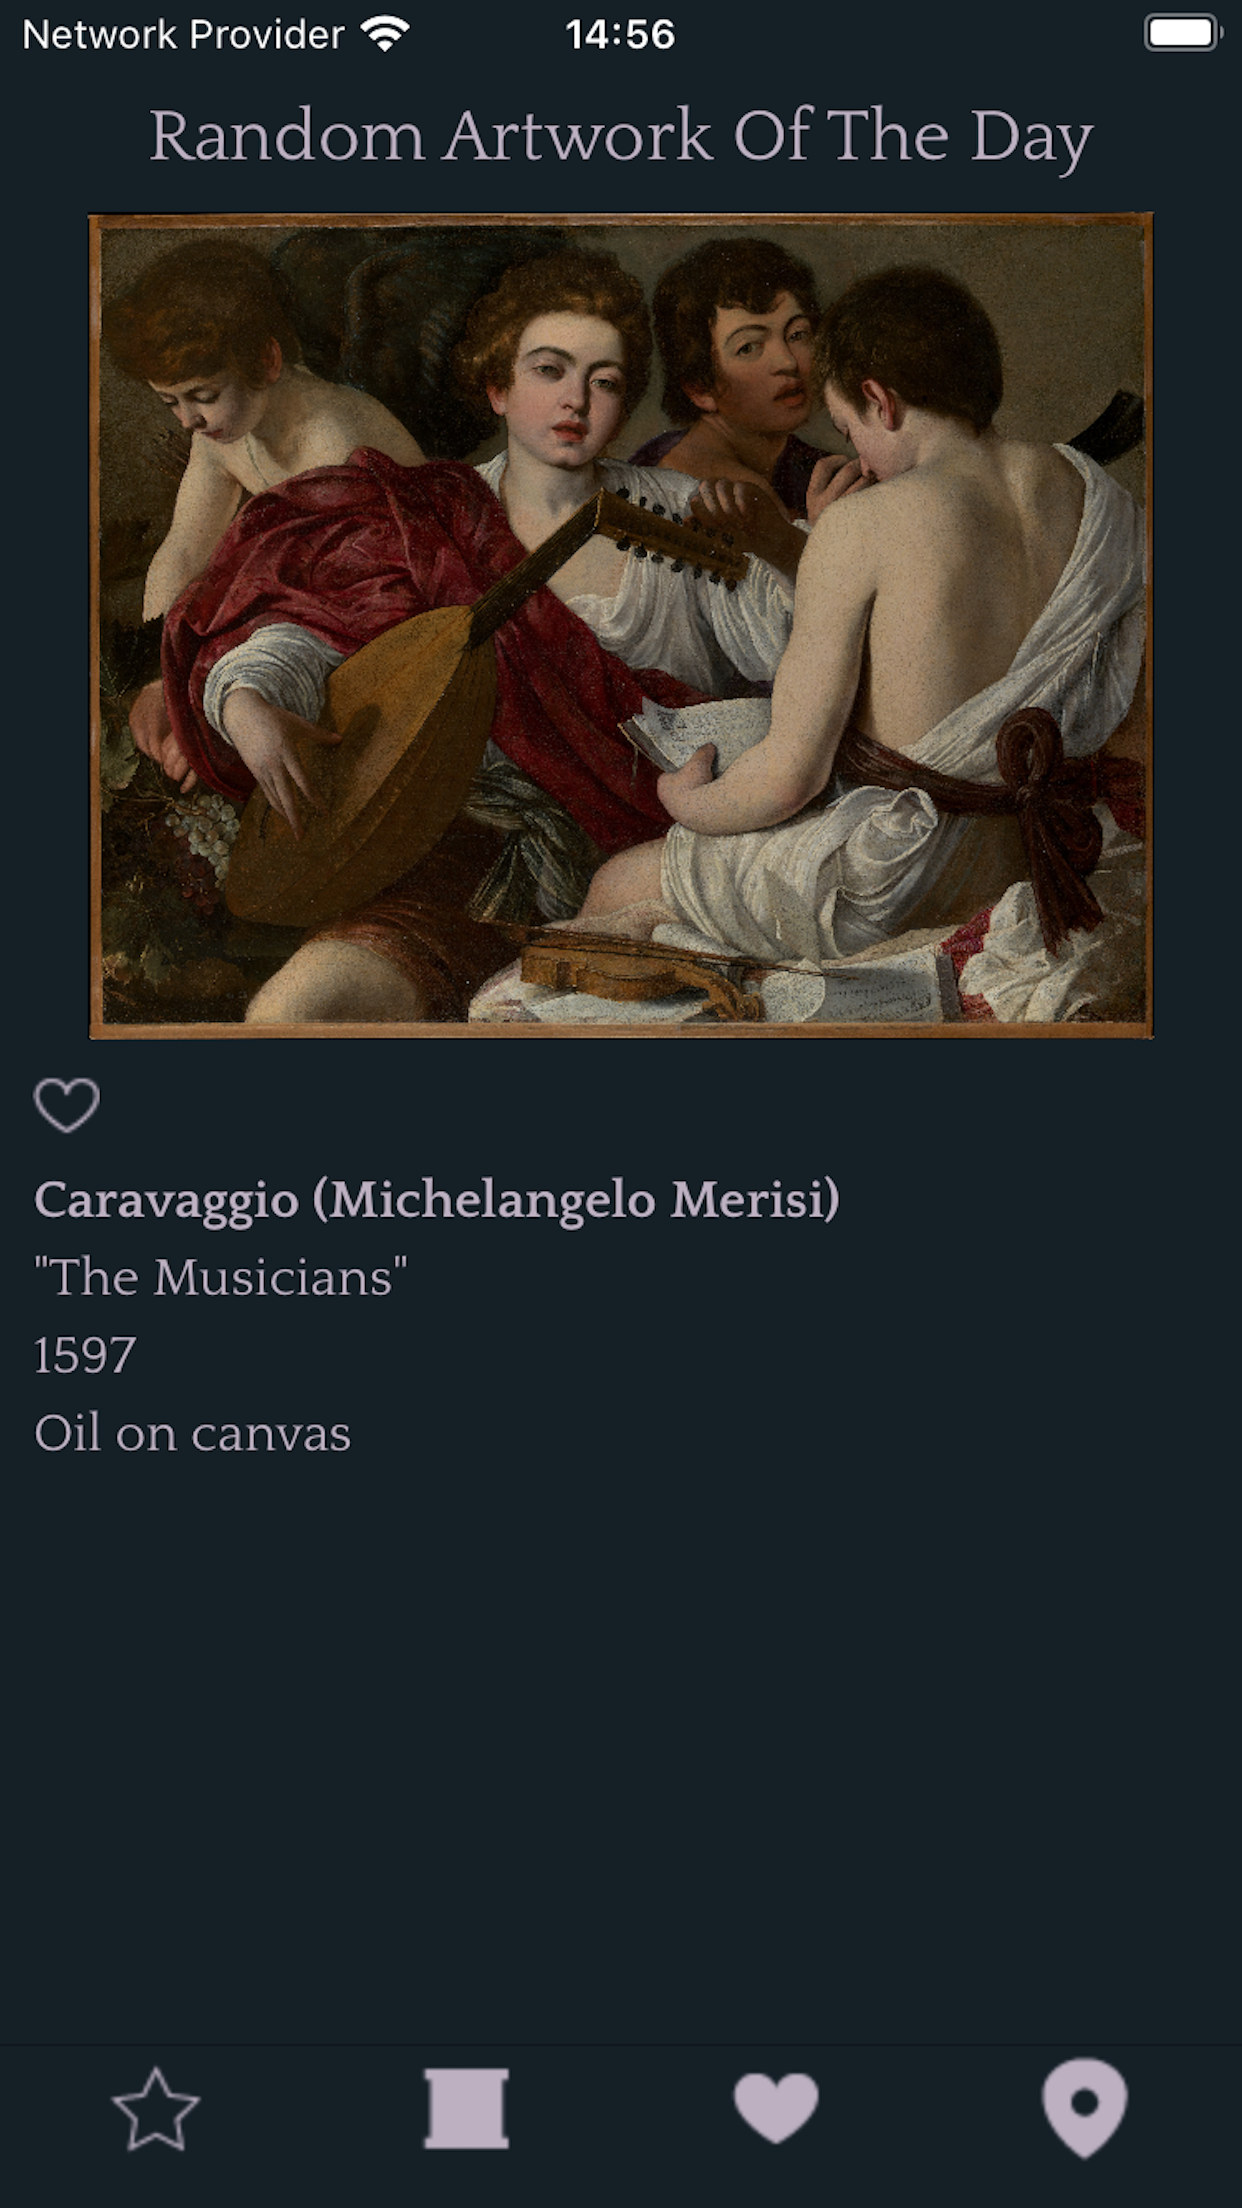 Network Provider 14:56
Random Artwork Of The Day
Caravaggio (Michelangelo Merisi)
"The Musicians"
1597
Oil on canvas